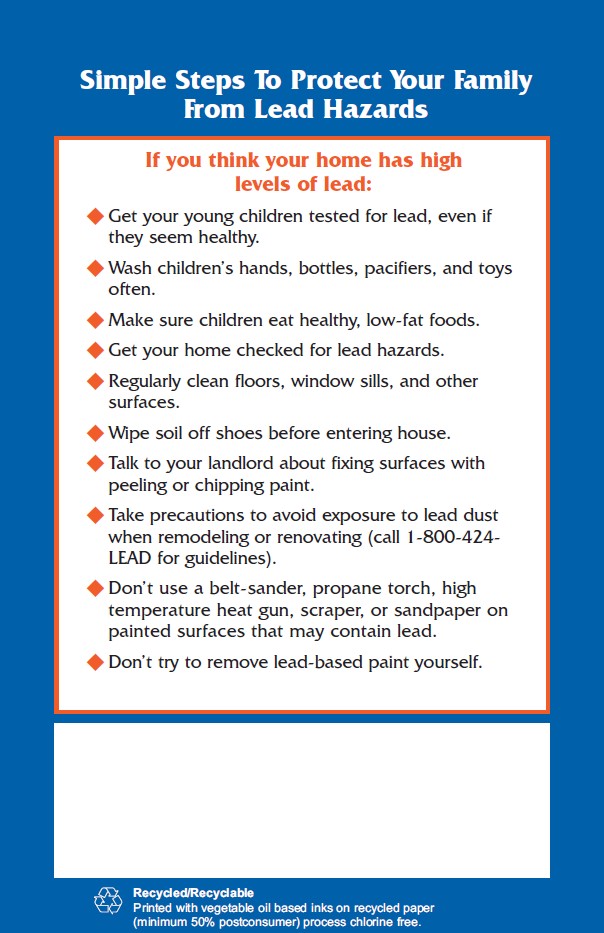 Simple Steps To Protect Your Family
From Lead Hazards
If you think your home has high
levels of lead:
◆ Get your young children tested for lead, even if
they seem healthy.
◆ Wash children’s hands, bottles, pacifiers, and toys
often.
◆ Make sure children eat healthy, low-fat foods.
◆ Get your home checked for lead hazards.
◆ Regularly clean floors, window sills, and other
surfaces.
◆ Wipe soil off shoes before entering house.
◆ Talk to your landlord about fixing surfaces with
peeling or chipping paint.
◆ Take precautions to avoid exposure to lead dust
when remodeling or renovating (call 1-800-424-
LEAD for guidelines).
◆ Don’t use a belt-sander, propane torch, high
temperature heat gun, scraper, or sandpaper on
painted surfaces that may contain lead.
◆ Don’t try to remove lead-based paint yourself.
Recycled/Recyclable
Printed with vegetable oil based inks on recycled paper
(minimum 50% postconsumer) process chlorine free.